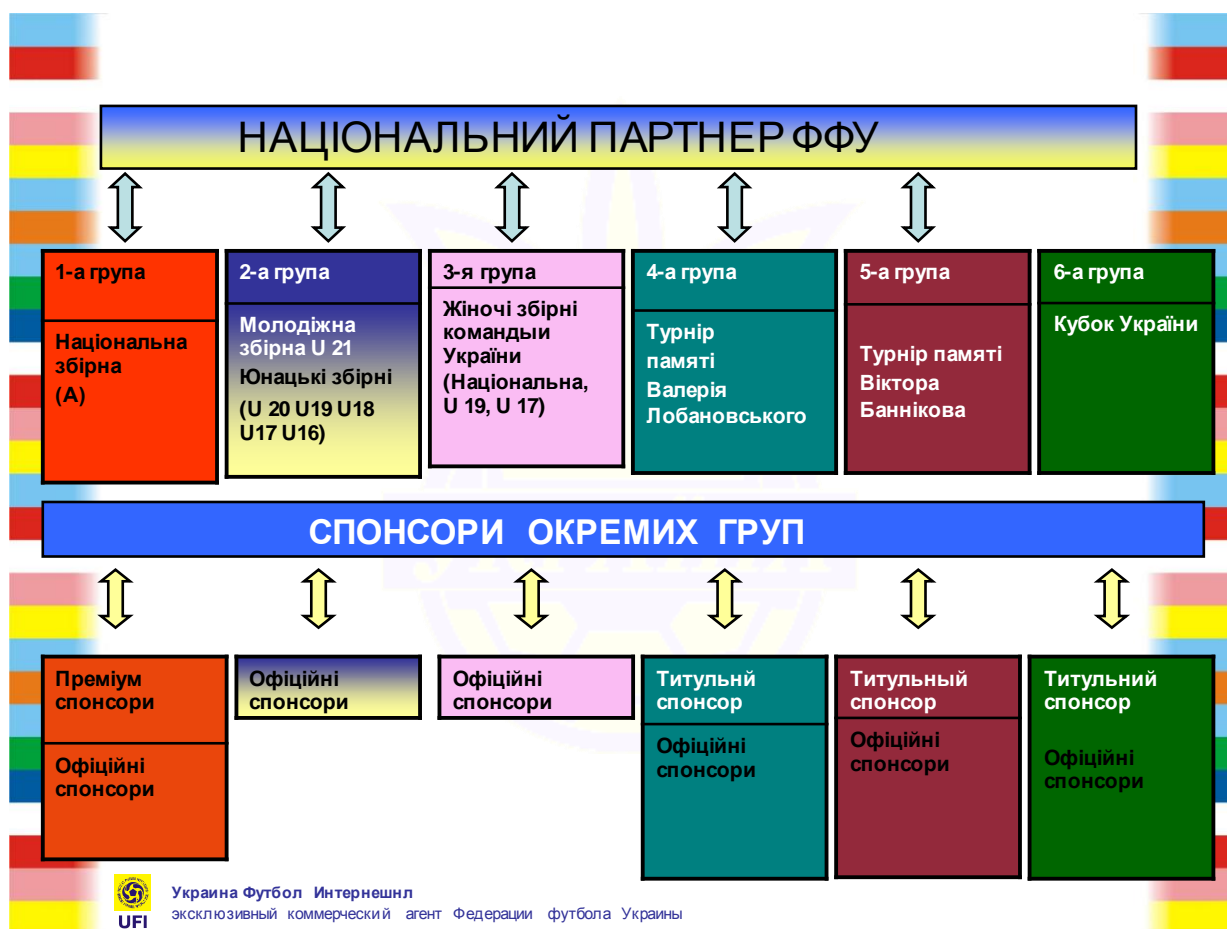 НАЦІОНАЛЬНИЙ ПАРТНЕР ФФУ
1-а група
Національна
збірна
(А)
2-а група
Молодіжна
збірна U 21
Юнацькі збірні
(U 20 U19 U18
U17 U16)
3-я група
Жіночі збірні
командыи
України
(Національна,
U 19, U 17)
4-а група
Турнір
памяті
Валерія
Лобановського
5-а група
Турнір памяті
Віктора
Баннікова
6-а група
Кубок України
СПОНСОРИ ОКРЕМИХ ГРУП
Преміум
спонсори
Офіційні
спонсори
Офіційні
спонсори
Офіційні
спонсори
Титульнй
спонсор
Офіційні
спонсори
Титульный
спонсор
Офіційні
спонсори
Титульний
спонсор
Офіційні
спонсори
UFI
Украина Футбол Интернешнл
эксклюзивный коммерческий агент Федерации футбола Украины